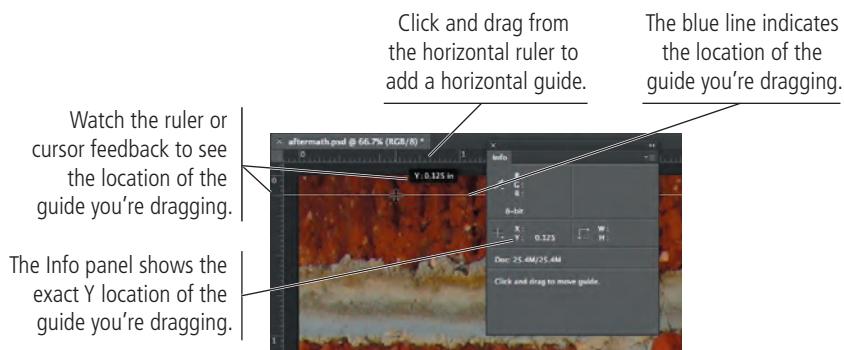 Click and drag from
the horizontal ruler to
add a horizontal guide.
The blue line indicates
the location of the
guide you're dragging.
Watch the ruler or
cursor feedback to see
the location of the
guide you're dragging.
The Info panel shows the
exact Y location of the
guide you're dragging.
× aftermath.psd @ 66.7% (RGB/8) *
0 1
Y: 0.125 in
0
1
Info
R:
G:
B:
8-bit
X:
Y: 0.125
W:
H:
Doc: 25.4M/25.4M
Click and drag to move guide.